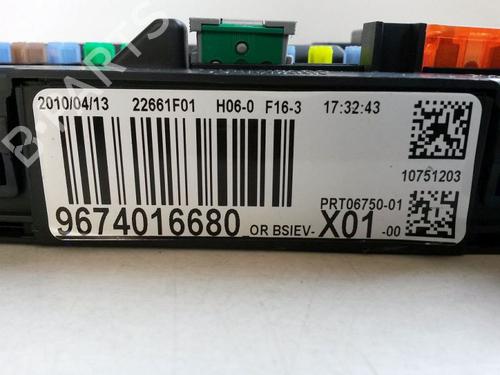 2010/04/13 22661F01 H06-0 F16-3 17:32:43
10751203
PRT06750-01
9674016680 OR BSIEV- X01 -00
B-PARTS